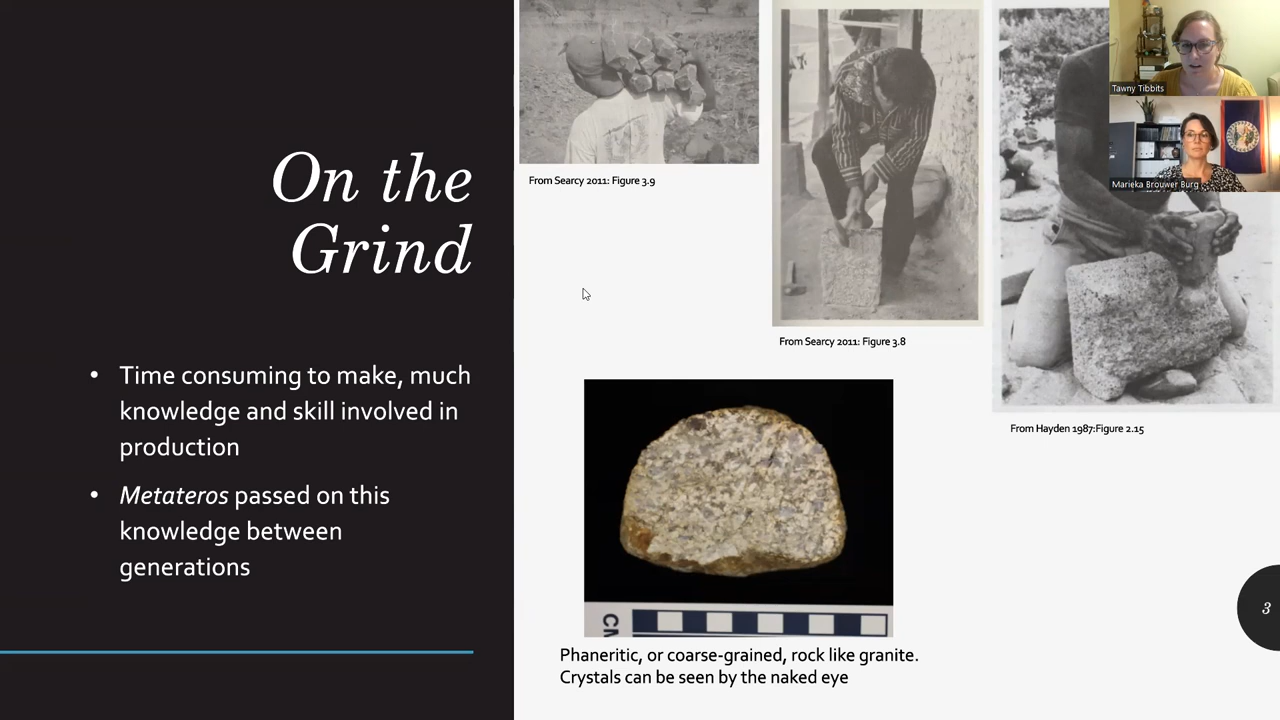 On the
Grind
• Time consuming to make, much
knowledge and skill involved in
production
• Metateros passed on this
knowledge between
generations
From Searcy 2011: Figure 3.9
From Searcy 2011: Figure 3.8
From Hayden 1987:Figure 2.15
CM
Phaneritic, or coarse-grained, rock like granite.
Crystals can be seen by the naked eye
3
Tawny Tibbits
Marieka Brouwer Burg